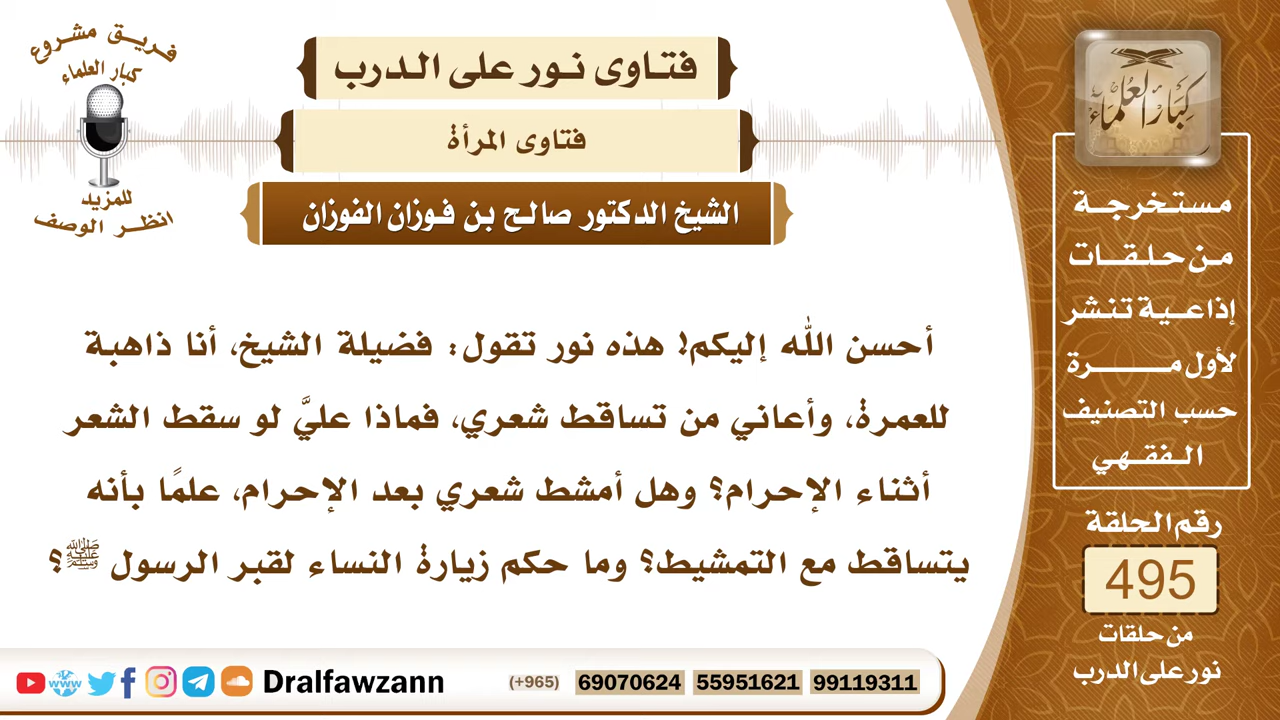 فريق مشروع
كبار العلماء
للمزيد
انظر الوصف
فتاوى نور على الدرب
فتاوى المرأة
الشيخ الدكتور صالح بن فوزان الفوزان
أحسن الله إليكم! هذه نور تقول: فضيلة الشيخ، أنا ذاهبة
للعمرة، وأعاني من تساقط شعري، فماذا عليَّ لو سقط الشعر
أثناء الإحرام؟ وهل أمشط شعري بعد الإحرام، علمًا بأنه
يتساقط مع التمشيط؟ وما حكم زيارة النساء لقبر الرسول ﷺ؟
كبار العلماء
مستخرجة
من حلقات
إذاعية تنشر
لأول مرة
حسب التصنيف
الفقهي
رقم الحلقة
495
من حلقات
نور على الدرب
www
Dralfawzann (+965) 69070624 55951621 99119311